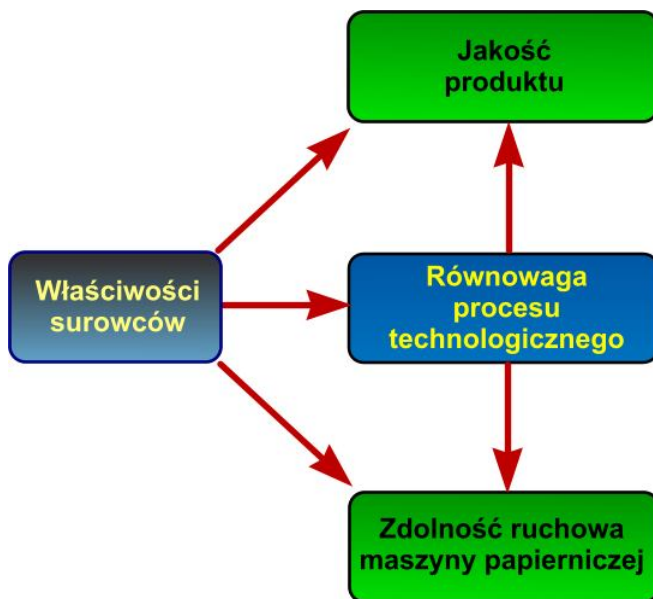 Jakość
produktu
Właściwości
surowców
Równowaga
procesu
technologicznego
Zdolność ruchowa
maszyny papierniczej